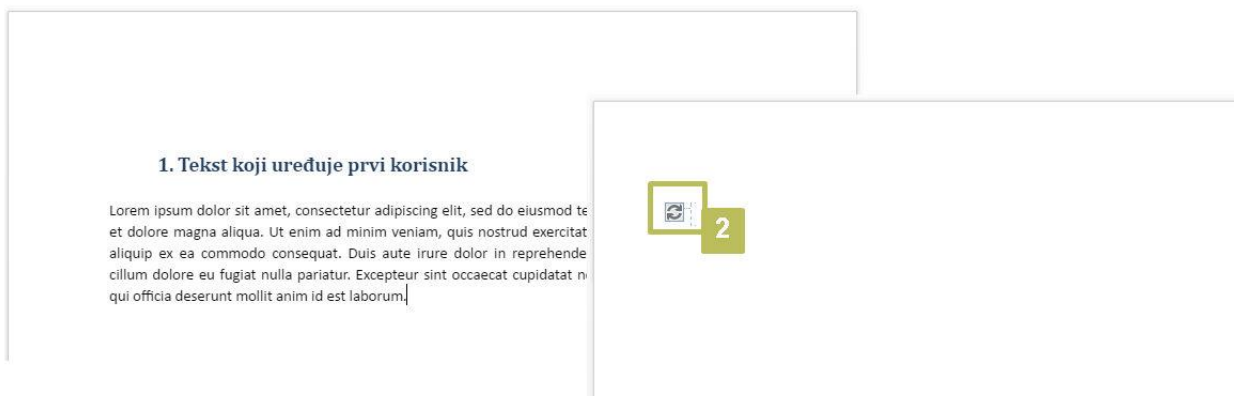 1. Tekst koji uređuje prvi korisnik
Lorem ipsum dolor sit amet, consectetur adipiscing elit, sed do eiusmod te
et dolore magna aliqua. Ut enim ad minim veniam, quis nostrud exercitat
aliquip ex ea commodo consequat. Duis aute irure dolor in reprehende
cillum dolore eu fugiat nulla pariatur. Excepteur sint occaecat cupidatat n
qui officia deserunt mollit anim id est laborum.
2